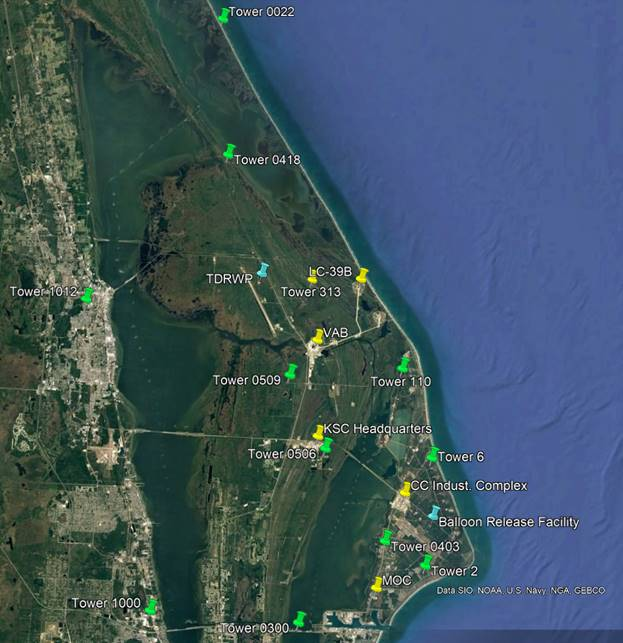 Tower 0022
Tower 0418
TDRWP
LC-39B
Tower 313
Tower 1012
VAB
Tower 0509
Tower 110
KSC Headquarters
Tower 0506
Tower 6
CC Indust. Complex
Balloon Release Facility
Tower 0403
Tower 2
MOC
Data SIO, NOAA, U.S. Navy, NGA, GEBCO
Tower 1000
Tower 0300